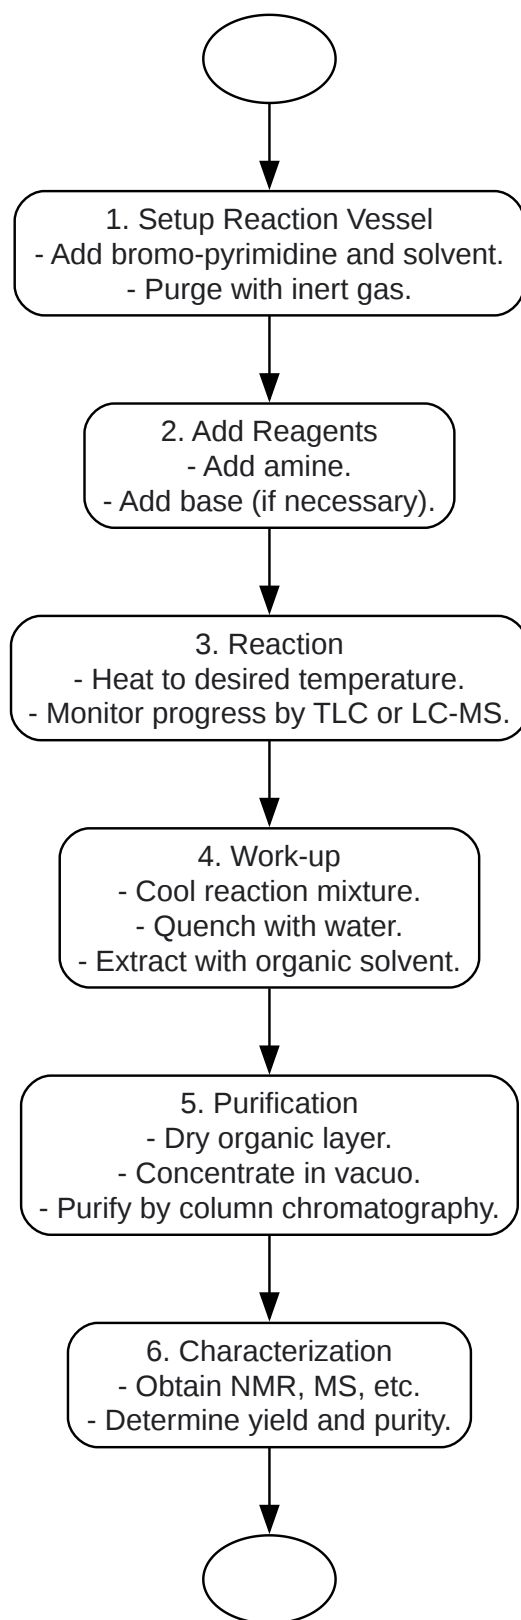 1. Setup Reaction Vessel
- Add bromo-pyrimidine and solvent.
- Purge with inert gas.
2. Add Reagents
- Add amine.
- Add base (if necessary).
3. Reaction
- Heat to desired temperature.
- Monitor progress by TLC or LC-MS.
4. Work-up
- Cool reaction mixture.
- Quench with water.
- Extract with organic solvent.
5. Purification
- Dry organic layer.
- Concentrate in vacuo.
- Purify by column chromatography.
6. Characterization
- Obtain NMR, MS, etc.
- Determine yield and purity.